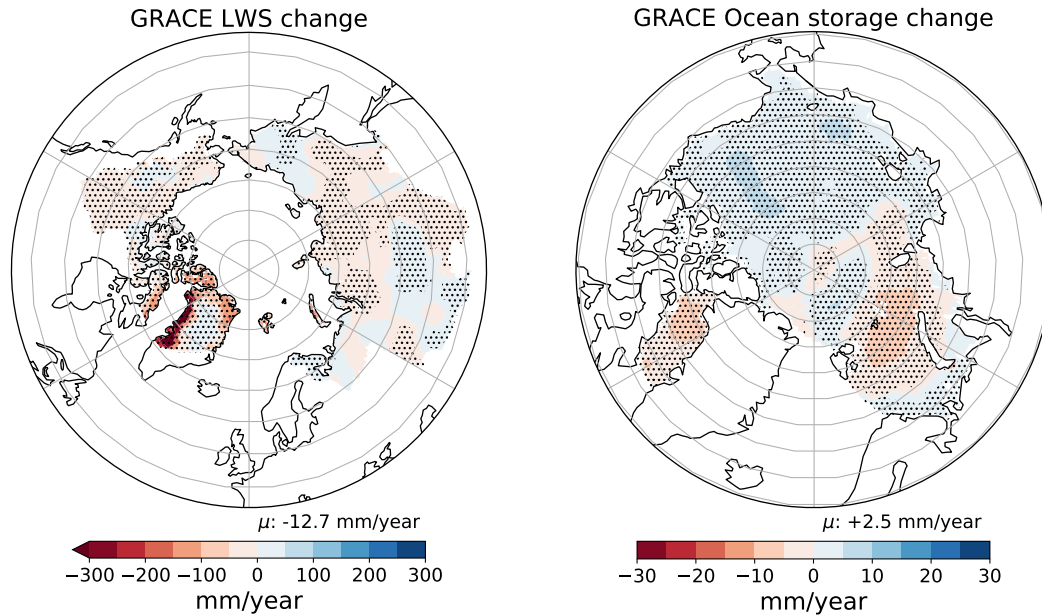 GRACE LWS change
GRACE Ocean storage change
μ: -12.7 mm/year
μ: +2.5 mm/year
−300 −200 −100 0 100 200 300
mm/year
−30 −20 −10 0 10 20 30
mm/year